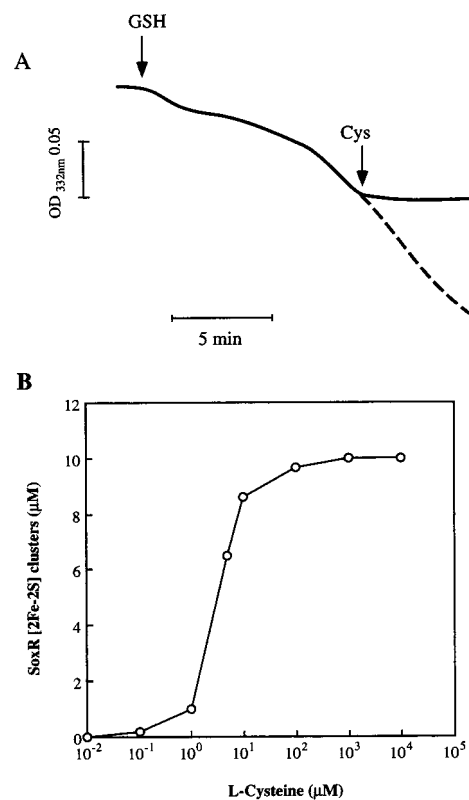 GSH
A
Cys
OD 332nm 0.05
5 min
B
SoxR [2Fe-2S] clusters (μM)
12
10
8
6
4
2
0
10⁻² 10⁻¹ 10⁰ 10¹ 10² 10³ 10⁴ 10⁵
L-Cysteine (μM)